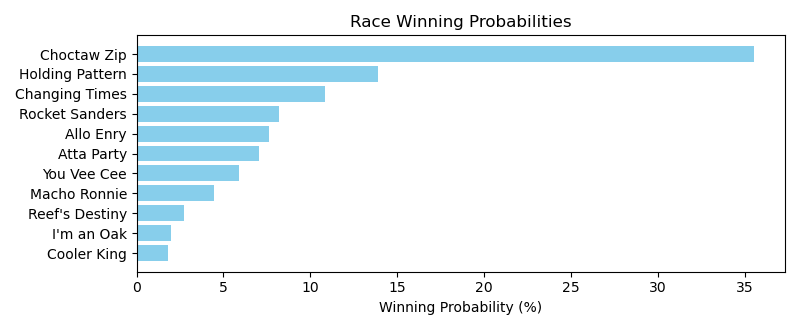 Race Winning Probabilities
Choctaw Zip
Holding Pattern
Changing Times
Rocket Sanders
Allo Enry
Atta Party
You Vee Cee
Macho Ronnie
Reef's Destiny
I'm an Oak
Cooler King
0 5 10 15 20 25 30 35
Winning Probability (%)